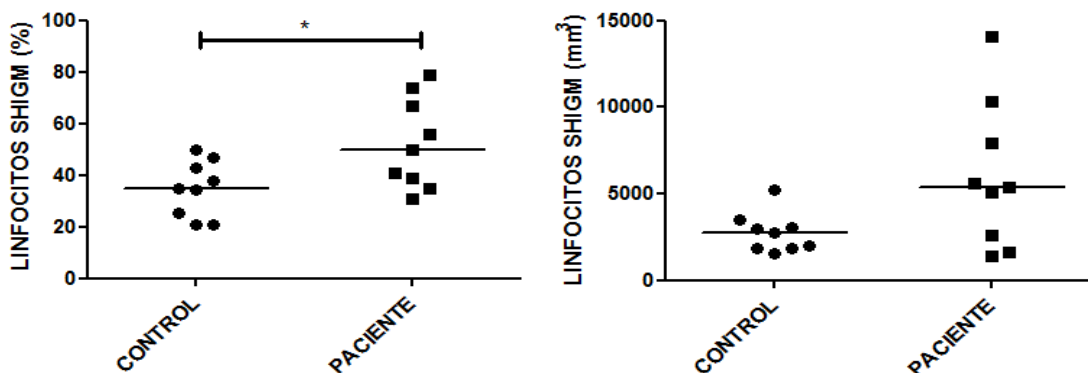 LINFOCITOS SHIGM (%)
100
80
60
40
20
0
*
CONTROL
PACIENTE
LINFOCITOS SHIGM (mm³)
15000
10000
5000
0
CONTROL
PACIENTE